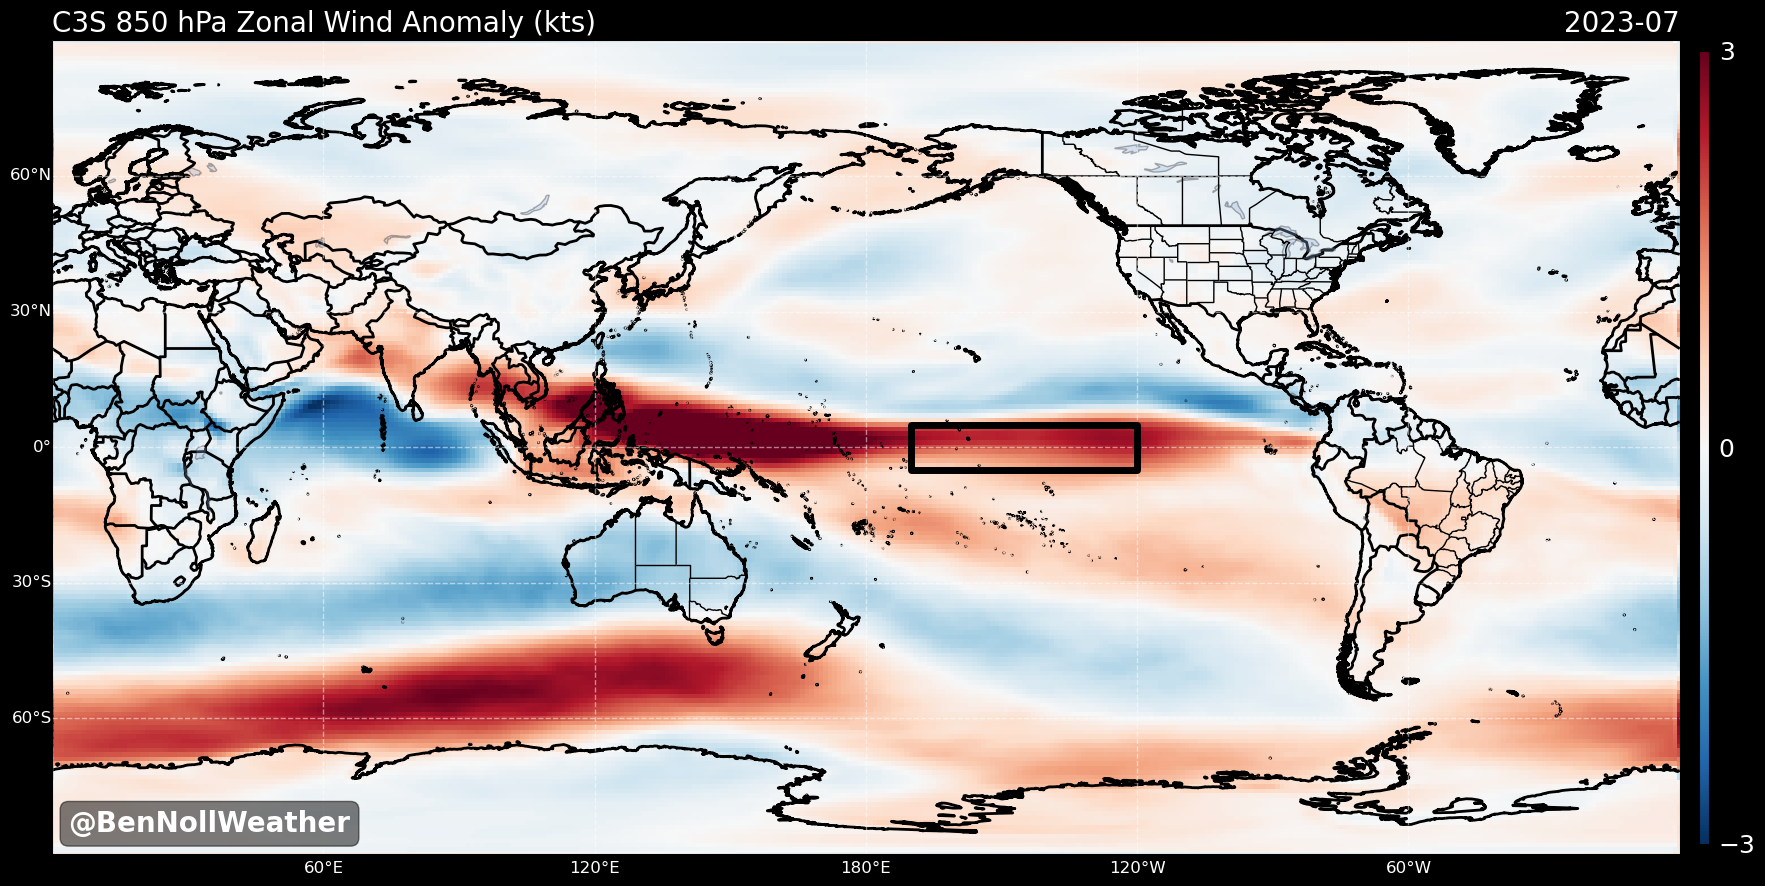 C3S 850 hPa Zonal Wind Anomaly (kts)
2023-07
3
60°N
30°N
0°
0
30°S
60°S
@BenNollWeather
−3
60°E
120°E
180°E
120°W
60°W